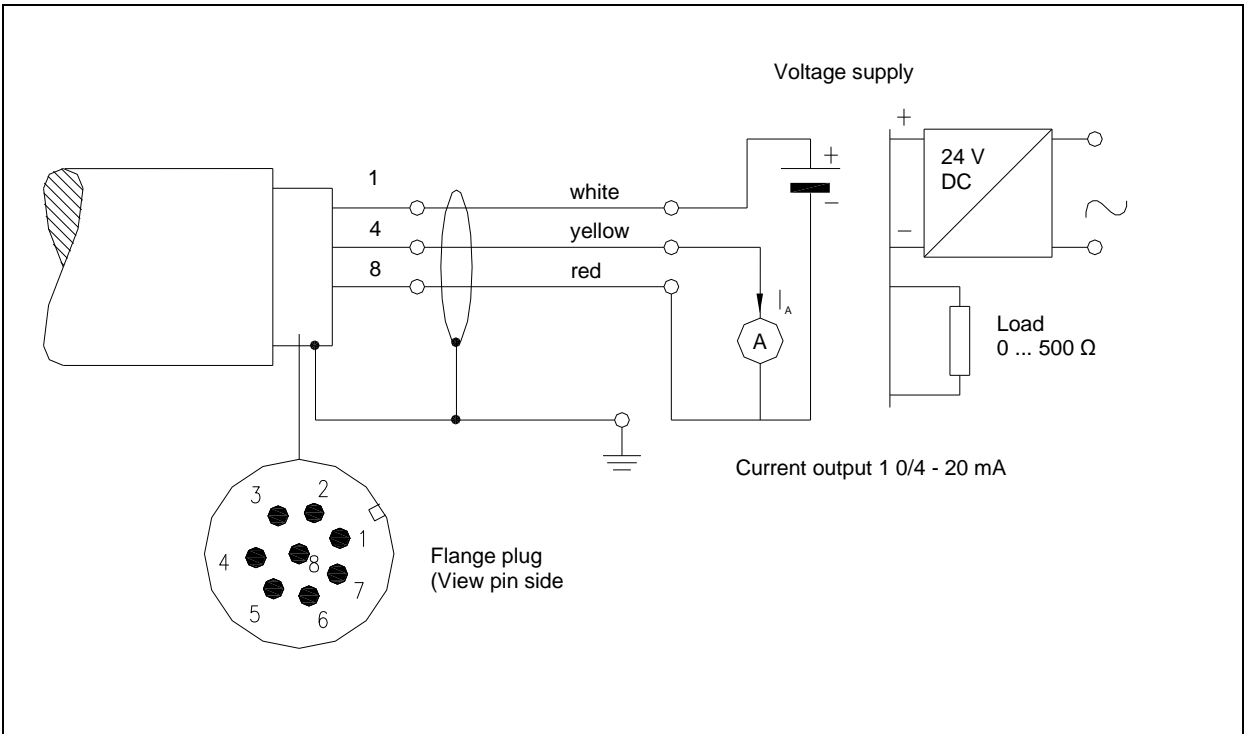 Voltage supply
+
24 V
DC
−
+
−
1
white
4
yellow
8
red
I A
A
Load
0 ... 500 Ω
Current output 1 0/4 - 20 mA
3
2
1
4
8
7
5
6
Flange plug
(View pin side